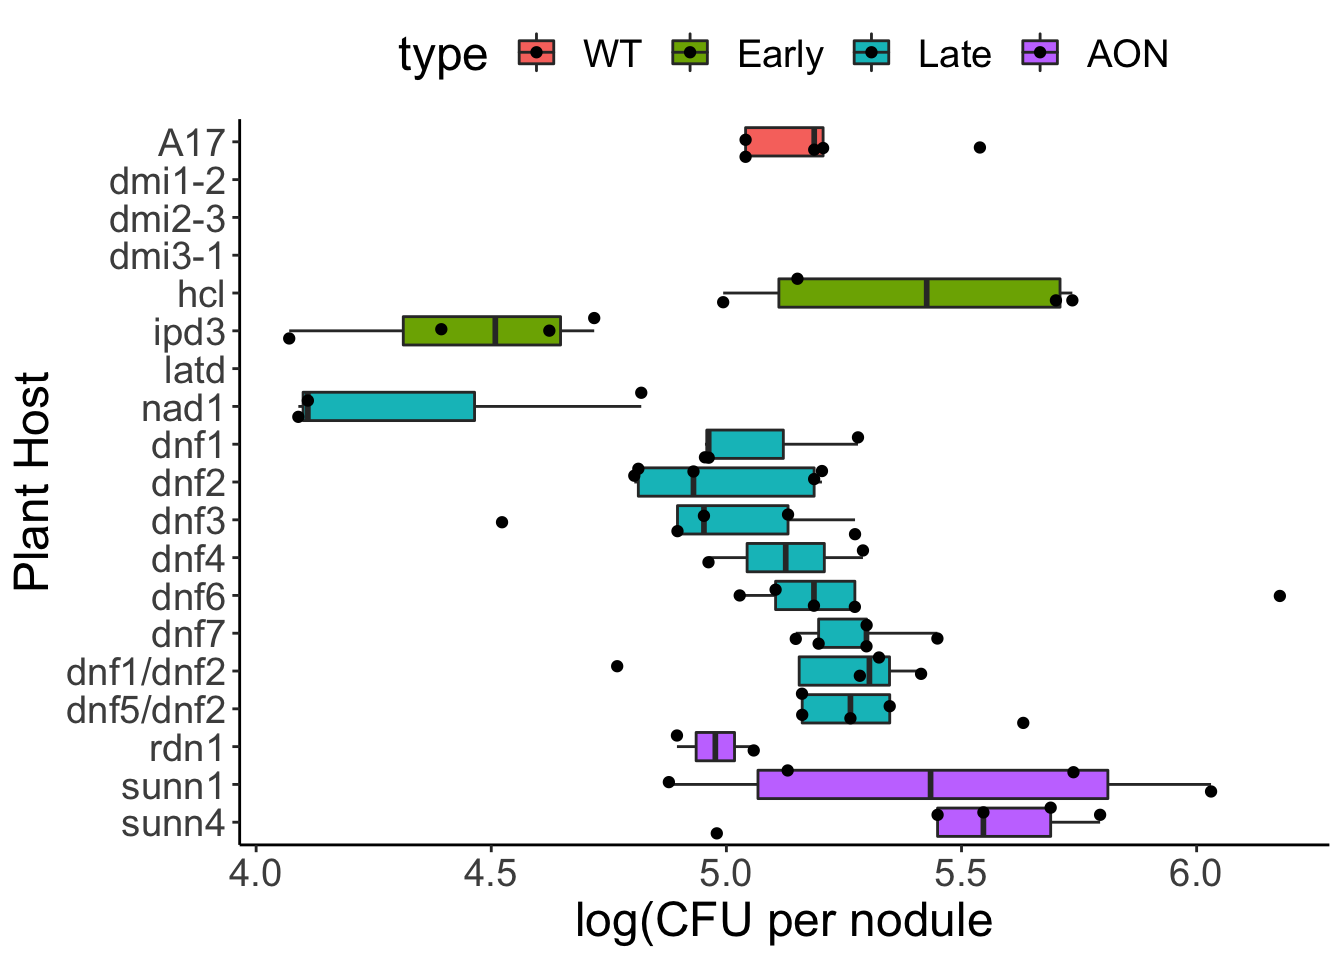 type WT Early Late AON
A17
dmi1-2
dmi2-3
dmi3-1
hcl
ipd3
latd
nad1
dnf1
dnf2
dnf3
dnf4
dnf6
dnf7
dnf1/dnf2
dnf5/dnf2
rdn1
sunn1
sunn4
Plant Host
4.0 4.5 5.0 5.5 6.0
log(CFU per nodule